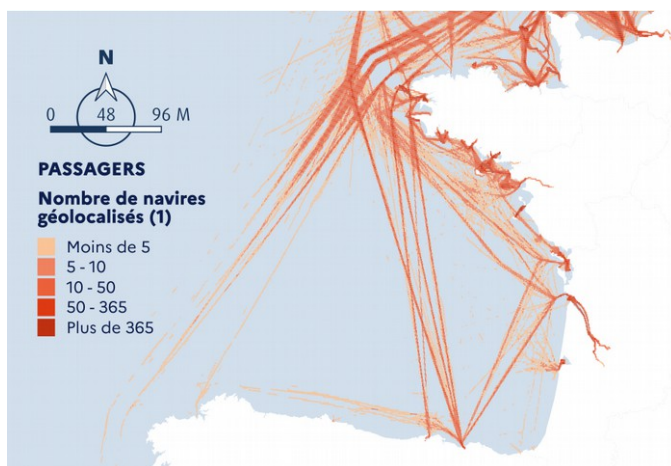 N
0 48 96 M
PASSAGERS
Nombre de navires
géolocalisés (1)
Moins de 5
5 - 10
10 - 50
50 - 365
Plus de 365